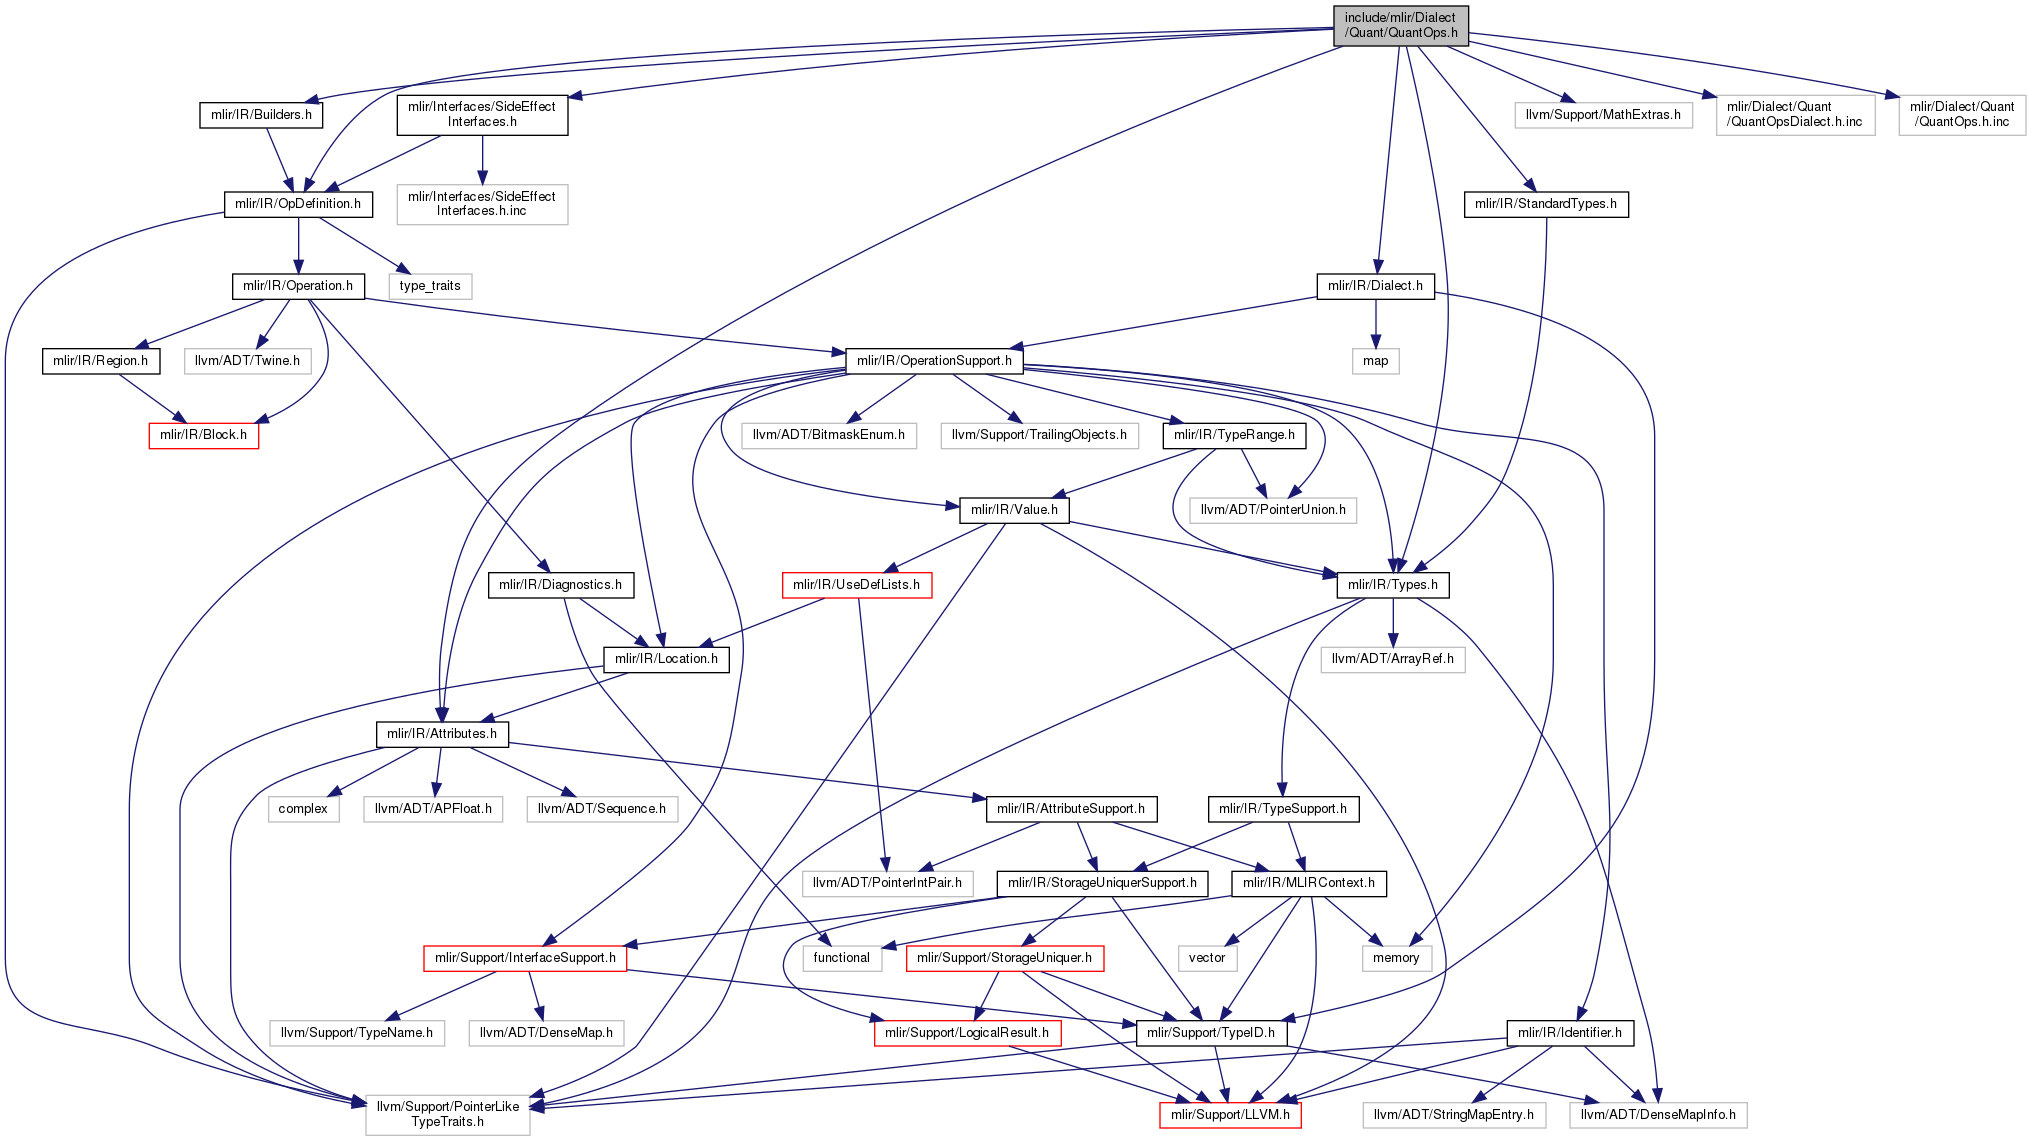 include/mlir/Dialect
/Quant/QuantOps.h
mlir/IR/Builders.h
mlir/Interfaces/SideEffect
Interfaces.h
llvm/Support/MathExtras.h
mlir/Dialect/Quant
/QuantOpsDialect.h.inc
mlir/Dialect/Quant
/QuantOps.h.inc
mlir/IR/OpDefinition.h
mlir/Interfaces/SideEffect
Interfaces.h.inc
mlir/IR/StandardTypes.h
mlir/IR/Operation.h
type_traits
mlir/IR/Dialect.h
mlir/IR/Region.h
llvm/ADT/Twine.h
mlir/IR/OperationSupport.h
map
mlir/IR/Block.h
llvm/ADT/BitmaskEnum.h
llvm/Support/TrailingObjects.h
mlir/IR/TypeRange.h
mlir/IR/Value.h
llvm/ADT/PointerUnion.h
mlir/IR/Diagnostics.h
mlir/IR/UseDefLists.h
mlir/IR/Types.h
mlir/IR/Location.h
llvm/ADT/ArrayRef.h
mlir/IR/Attributes.h
complex
llvm/ADT/APFloat.h
llvm/ADT/Sequence.h
mlir/IR/AttributeSupport.h
mlir/IR/TypeSupport.h
llvm/ADT/PointerIntPair.h
mlir/IR/StorageUniquerSupport.h
mlir/IR/MLIRContext.h
mlir/Support/InterfaceSupport.h
functional
mlir/Support/StorageUniquer.h
vector
memory
llvm/Support/TypeName.h
llvm/ADT/DenseMap.h
mlir/Support/LogicalResult.h
mlir/Support/TypeID.h
mlir/IR/Identifier.h
llvm/Support/PointerLike
TypeTraits.h
mlir/Support/LLVM.h
llvm/ADT/StringMapEntry.h
llvm/ADT/DenseMapInfo.h